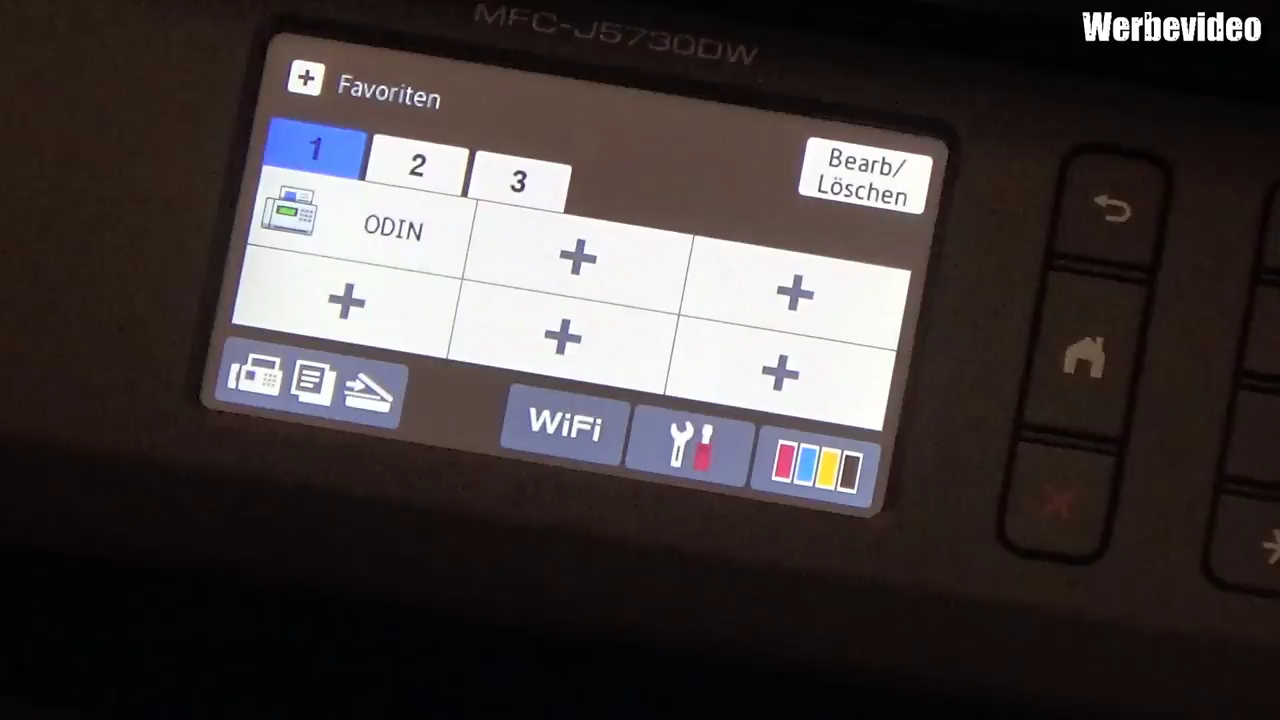 Werbevideo
MFC-J5730DW
Favoriten
1
2
3
Bearb/
Löschen
ODIN
WiFi